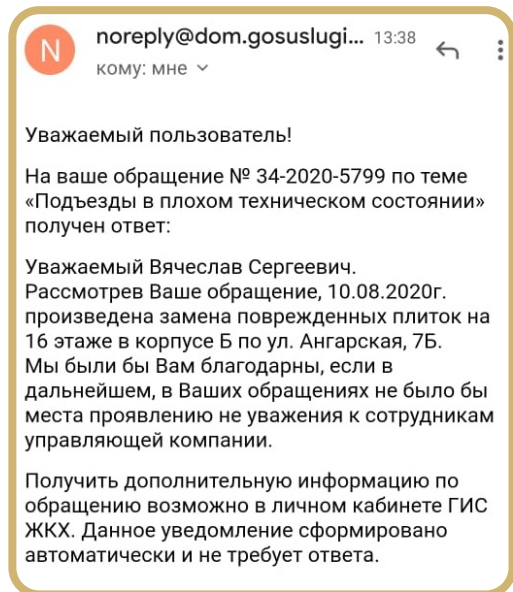 N
noreply@dom.gosuslugi... 13:38
кому: мне
Уважаемый пользователь!
На ваше обращение № 34-2020-5799 по теме
«Подъезды в плохом техническом состоянии»
получен ответ:
Уважаемый Вячеслав Сергеевич.
Рассмотрев Ваше обращение, 10.08.2020г.
произведена замена поврежденных плиток на
16 этаже в корпусе Б по ул. Ангарская, 7Б.
Мы были бы Вам благодарны, если в
дальнейшем, в Ваших обращениях не было бы
места проявлению не уважения к сотрудникам
управляющей компании.
Получить дополнительную информацию по
обращению возможно в личном кабинете ГИС
ЖКХ. Данное уведомление сформировано
автоматически и не требует ответа.